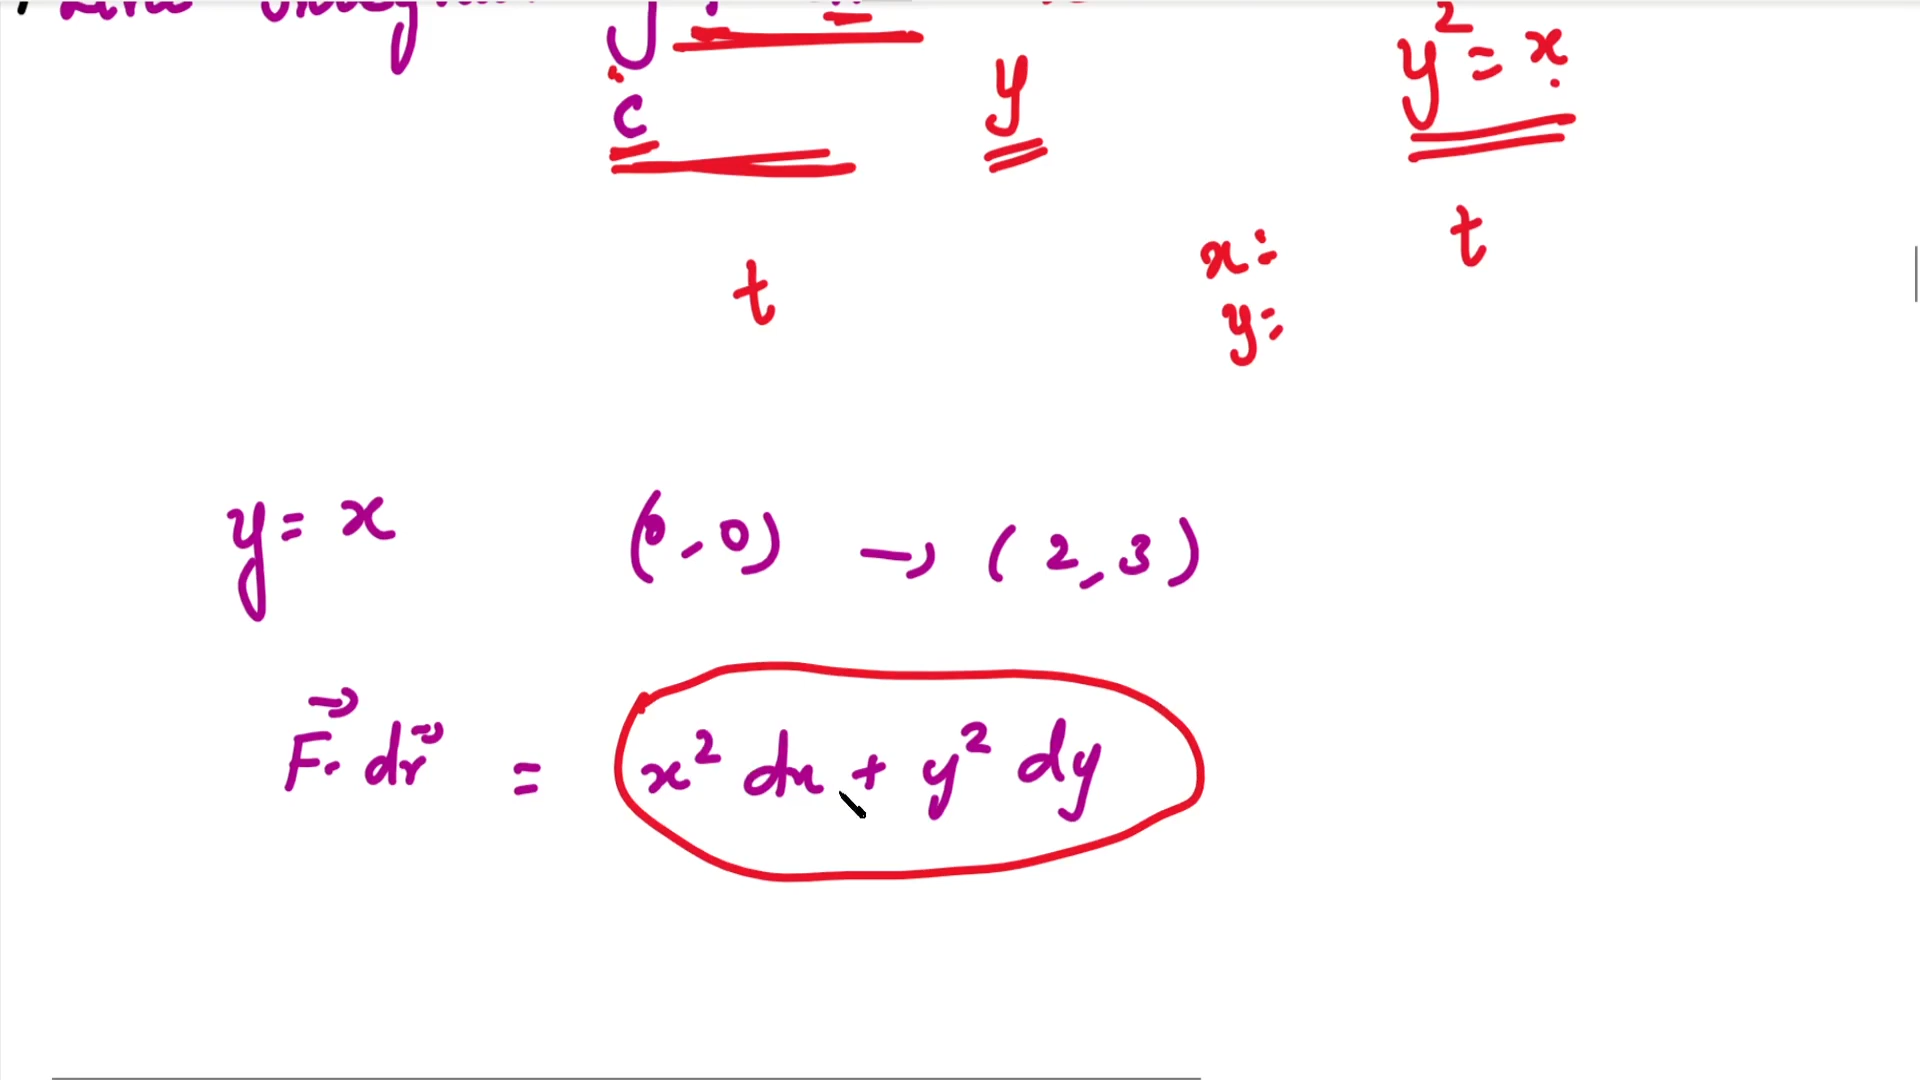 y² = x
c
y
x =
t
t
y =
y = x (0, 0) → (2, 3)
F⃗. dr⃗ = x² dx + y² dy